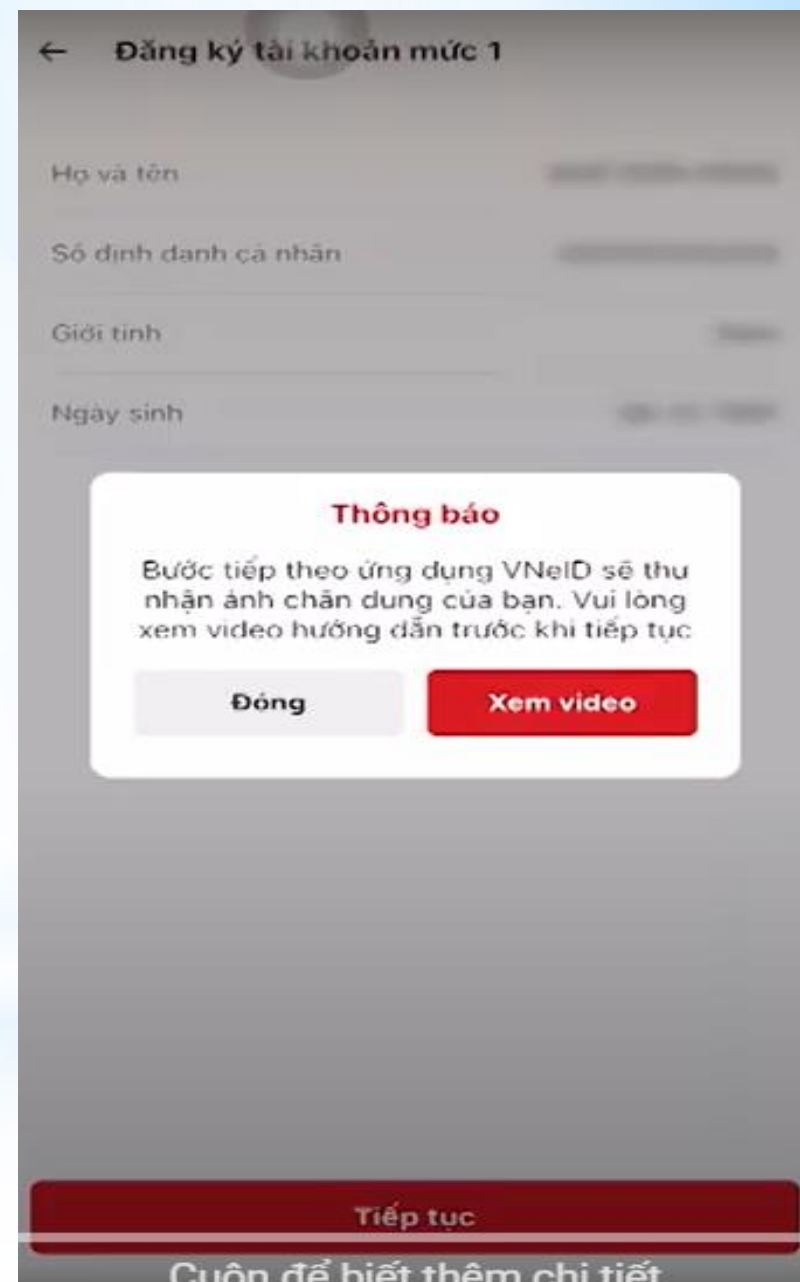 ← Đăng ký tài khoản mức 1
Họ và tên
Số định danh cá nhân
Giới tính
Ngày sinh
Thông báo
Bước tiếp theo ứng dụng VNeID sẽ thu
nhận ảnh chân dung của bạn. Vui lòng
xem video hướng dẫn trước khi tiếp tục
Đóng Xem video
Tiếp tục
Cuộn để biết thêm chi tiết